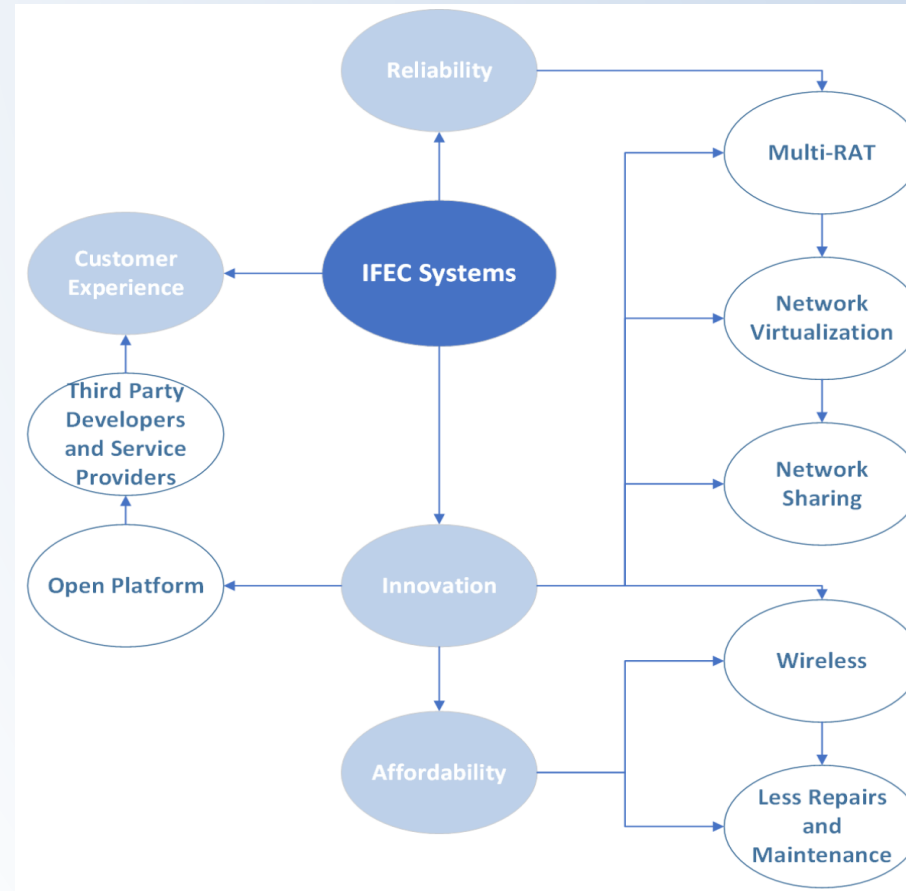 Reliability
Multi-RAT
Customer
Experience
IFEC Systems
Network
Virtualization
Third Party
Developers
and Service
Providers
Network
Sharing
Open Platform
Innovation
Wireless
Affordability
Less Repairs
and
Maintenance